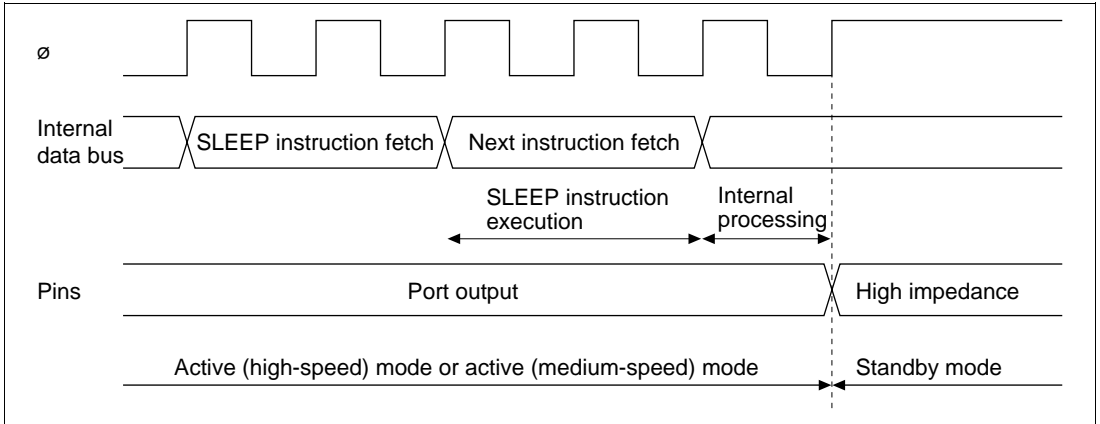 ø
Internal
data bus
SLEEP instruction fetch
Next instruction fetch
SLEEP instruction
execution
Internal
processing
Pins
Port output
High impedance
Active (high-speed) mode or active (medium-speed) mode
Standby mode